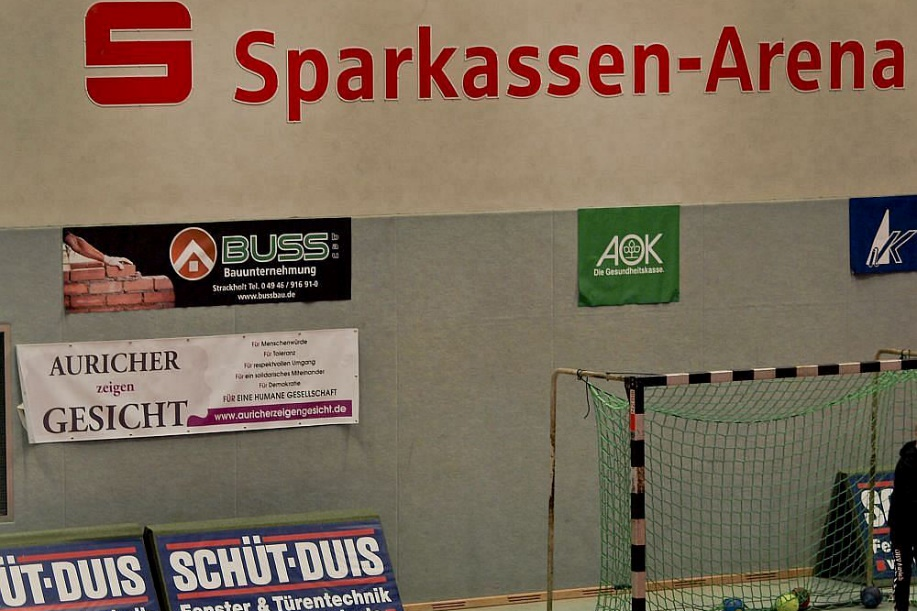 Sparkassen-Arena
BUSS bau
Bauunternehmung
Strackholt Tel. 0 49 46 / 916 91-0
www.bussbau.de
AOK
Die Gesundheitskasse.
K
AURICHER
zeigen
GESICHT
Für Menschenwürde
Für Toleranz
Für respektvollen Umgang
Für ein solidarisches Miteinander
Für Demokratie
FÜR EINE HUMANE GESELLSCHAFT
www.auricherzeigengesicht.de
ÜT-DUIS
SCHÜT-DUIS
Fenster & Türentechnik